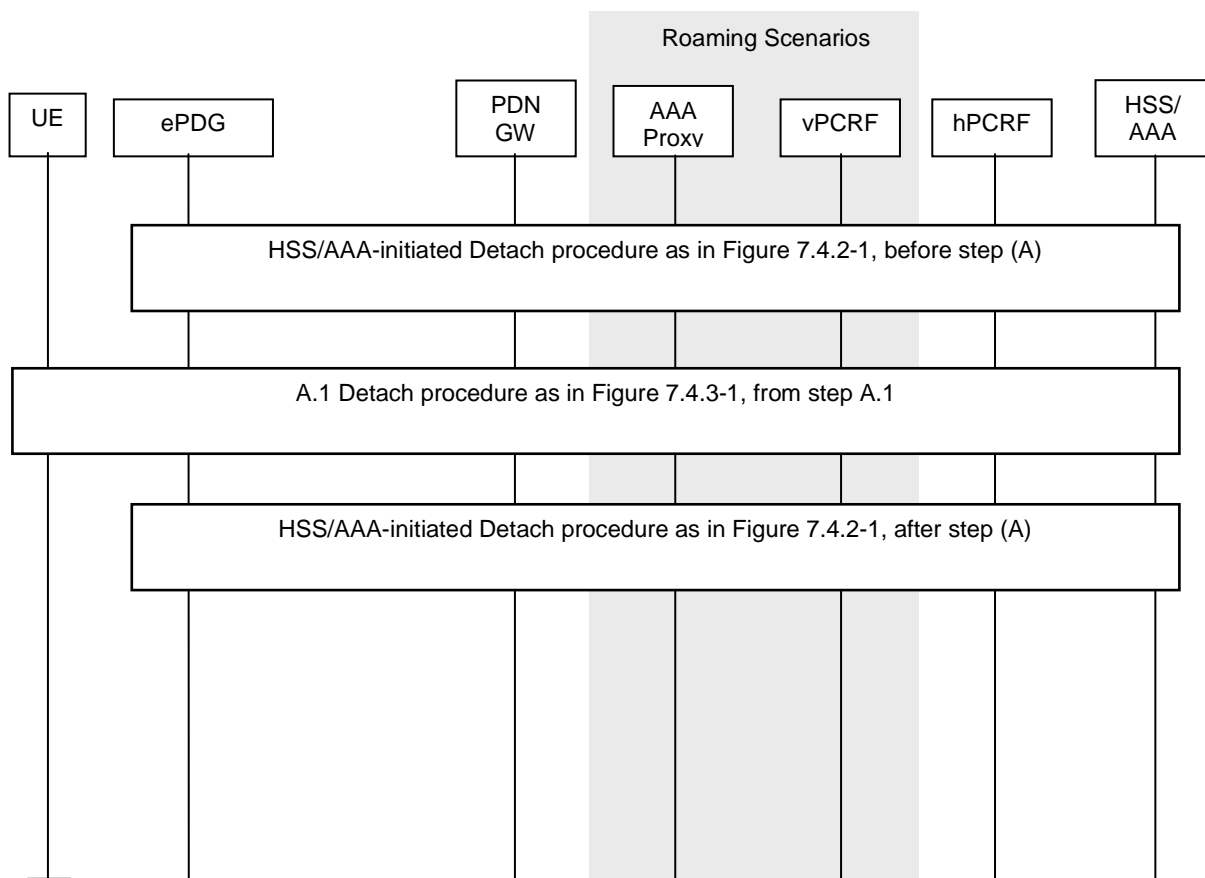 Roaming Scenarios
UE
ePDG
PDN
GW
AAA
Proxy
vPCRF
hPCRF
HSS/
AAA
HSS/AAA-initiated Detach procedure as in Figure 7.4.2-1, before step (A)
A.1 Detach procedure as in Figure 7.4.3-1, from step A.1
HSS/AAA-initiated Detach procedure as in Figure 7.4.2-1, after step (A)